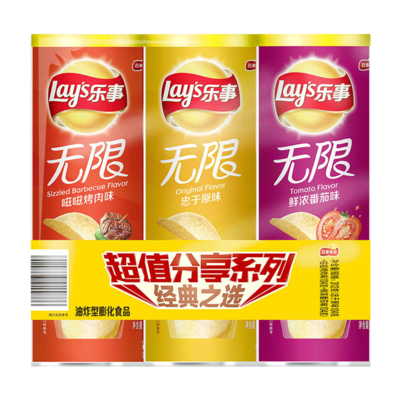 Lay's乐事
无限
Sizzled Barbecue Flavor
嗞嗞烤肉味
Lay's乐事
无限
Original Flavor
忠于原味
Lay's乐事
无限
Tomato Flavor
鲜浓番茄味
超值分享系列
经典之选
油炸型膨化食品